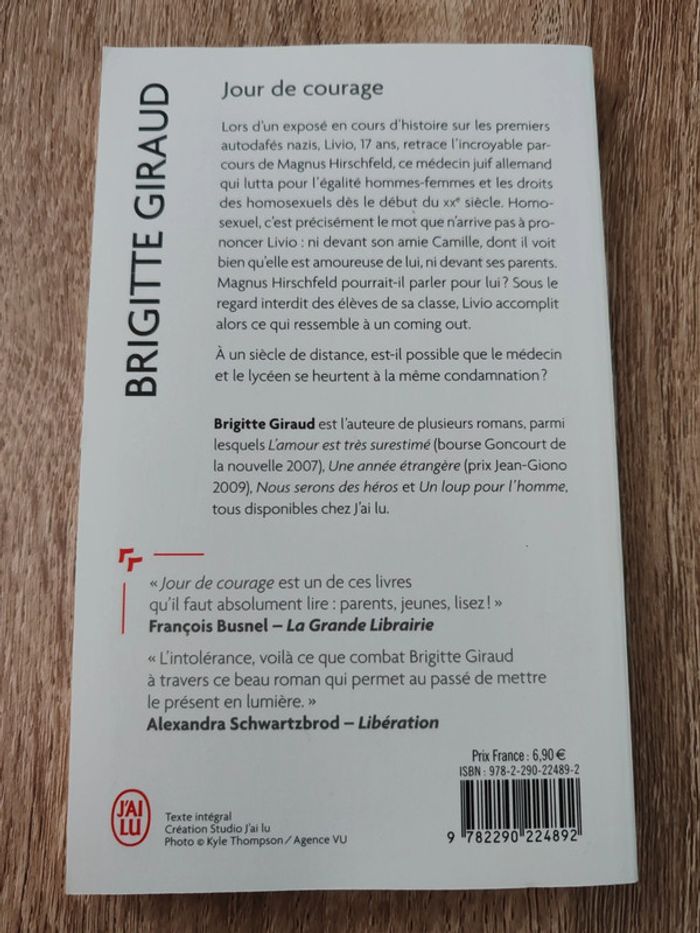 BRIGITTE GIRAUD
Jour de courage
Lors d'un exposé en cours d'histoire sur les premiers
autodafés nazis, Livio, 17 ans, retrace l'incroyable par-
cours de Magnus Hirschfeld, ce médecin juif allemand
qui lutta pour l'égalité hommes-femmes et les droits
des homosexuels dès le début du XXe siècle. Homo-
sexuel, c'est précisément le mot que n'arrive pas à pro-
noncer Livio : ni devant son amie Camille, dont il voit
bien qu'elle est amoureuse de lui, ni devant ses parents.
Magnus Hirschfeld pourrait-il parler pour lui ? Sous le
regard interdit des élèves de sa classe, Livio accomplit
alors ce qui ressemble à un coming out.
À un siècle de distance, est-il possible que le médecin
et le lycéen se heurtent à la même condamnation ?
Brigitte Giraud est l'auteure de plusieurs romans, parmi
lesquels L'amour est très surestimé (bourse Goncourt de
la nouvelle 2007), Une année étrangère (prix Jean-Giono
2009), Nous serons des héros et Un loup pour l'homme,
tous disponibles chez J'ai lu.
« Jour de courage est un de ces livres
qu'il faut absolument lire : parents, jeunes, lisez ! »
François Busnel – La Grande Librairie
« L'intolérance, voilà ce que combat Brigitte Giraud
à travers ce beau roman qui permet au passé de mettre
le présent en lumière. »
Alexandra Schwartzbrod – Libération
Prix France : 6,90 €
ISBN : 978-2-290-22489-2
9 782290 224892
J'AI
LU
Texte intégral
Création Studio J'ai lu
Photo © Kyle Thompson / Agence VU